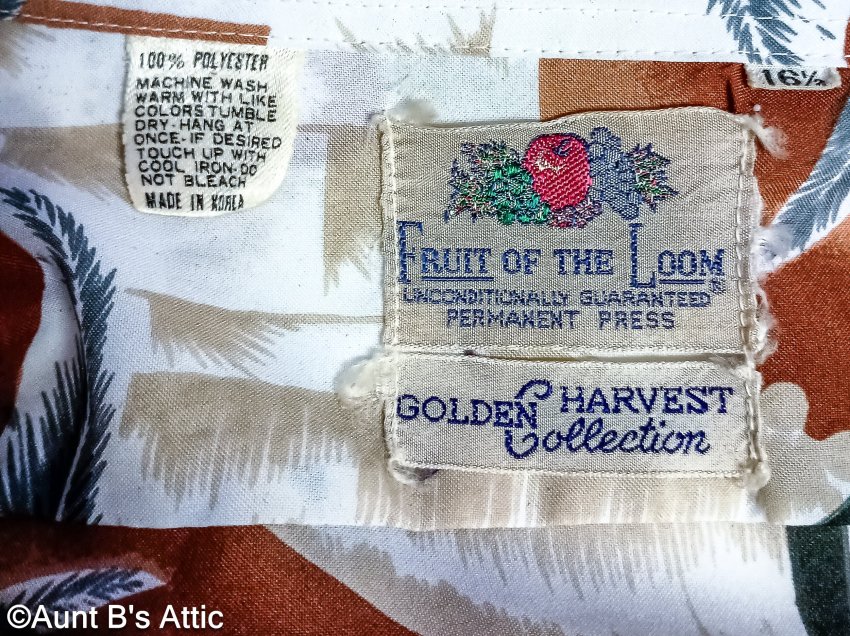 100% POLYESTER
MACHINE WASH
WARM WITH LIKE
COLORS TUMBLE
DRY. HANG AT
ONCE-IF DESIRED
TOUCH UP WITH
COOL IRON-DO
NOT BLEACH
MADE IN KOREA
16½
FRUIT OF THE LOOM®
UNCONDITIONALLY GUARANTEED
PERMANENT PRESS
GOLDEN HARVEST
Collection
©Aunt B's Attic